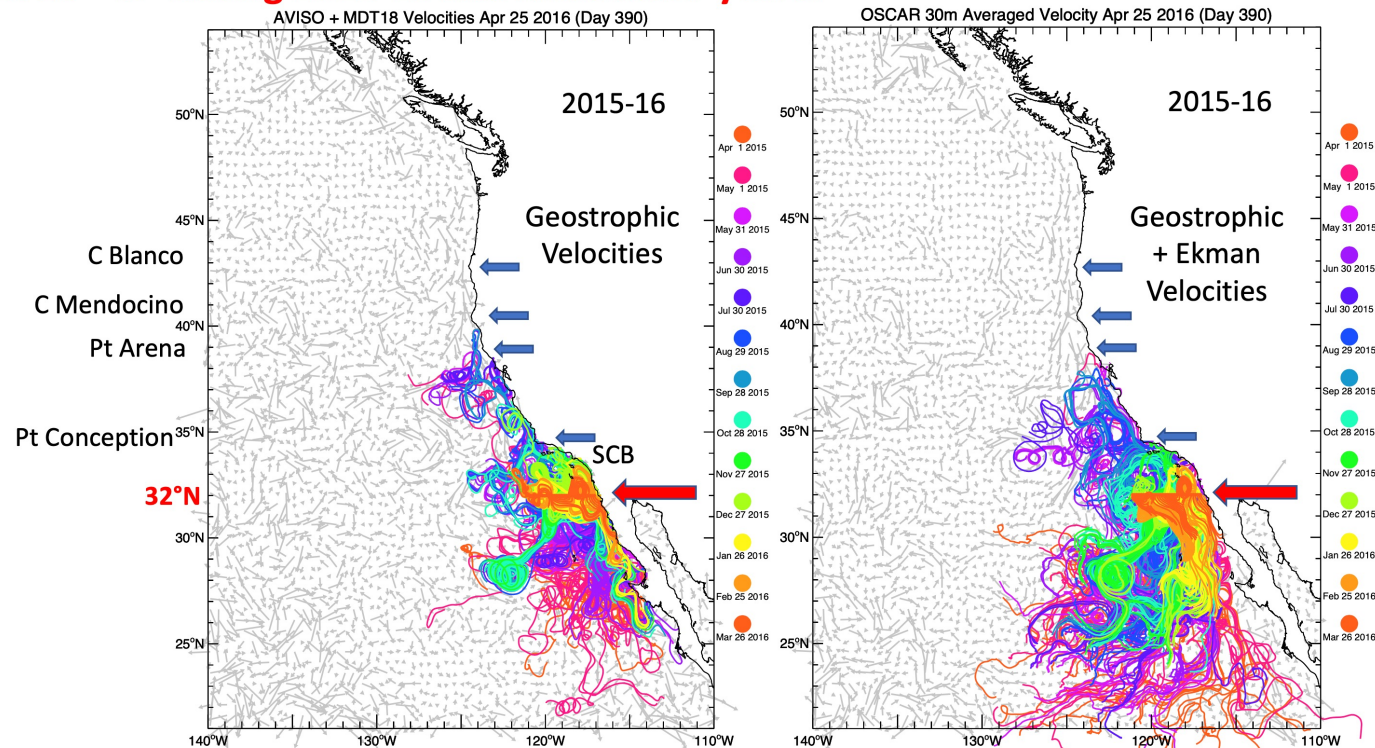 AVISO + MDT18 Velocities Apr 25 2016 (Day 390)
2015-16
Geostrophic
Velocities
C Blanco
C Mendocino
Pt Arena
Pt Conception
32°N
SCB
50°N
45°N
40°N
35°N
30°N
25°N
140°W
130°W
120°W
110°W
Apr 1 2015
May 1 2015
May 31 2015
Jun 30 2015
Jul 30 2015
Aug 29 2015
Sep 28 2015
Oct 28 2015
Nov 27 2015
Dec 27 2015
Jan 26 2016
Feb 25 2016
Mar 26 2016
OSCAR 30m Averaged Velocity Apr 25 2016 (Day 390)
2015-16
Geostrophic
+ Ekman
Velocities
50°N
45°N
40°N
35°N
30°N
25°N
140°W
130°W
120°W
110°W
Apr 1 2015
May 1 2015
May 31 2015
Jun 30 2015
Jul 30 2015
Aug 29 2015
Sep 28 2015
Oct 28 2015
Nov 27 2015
Dec 27 2015
Jan 26 2016
Feb 25 2016
Mar 26 2016